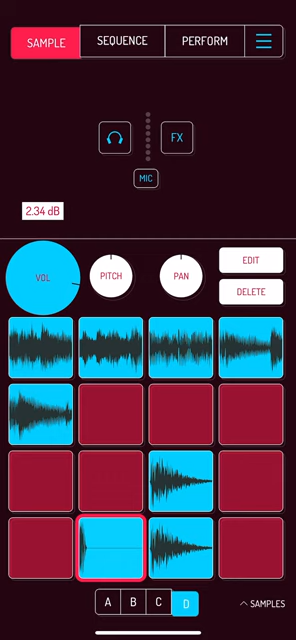 SAMPLE SEQUENCE PERFORM
FX
MIC
2.34 dB
VOL PITCH PAN EDIT
DELETE
A B C D
SAMPLES